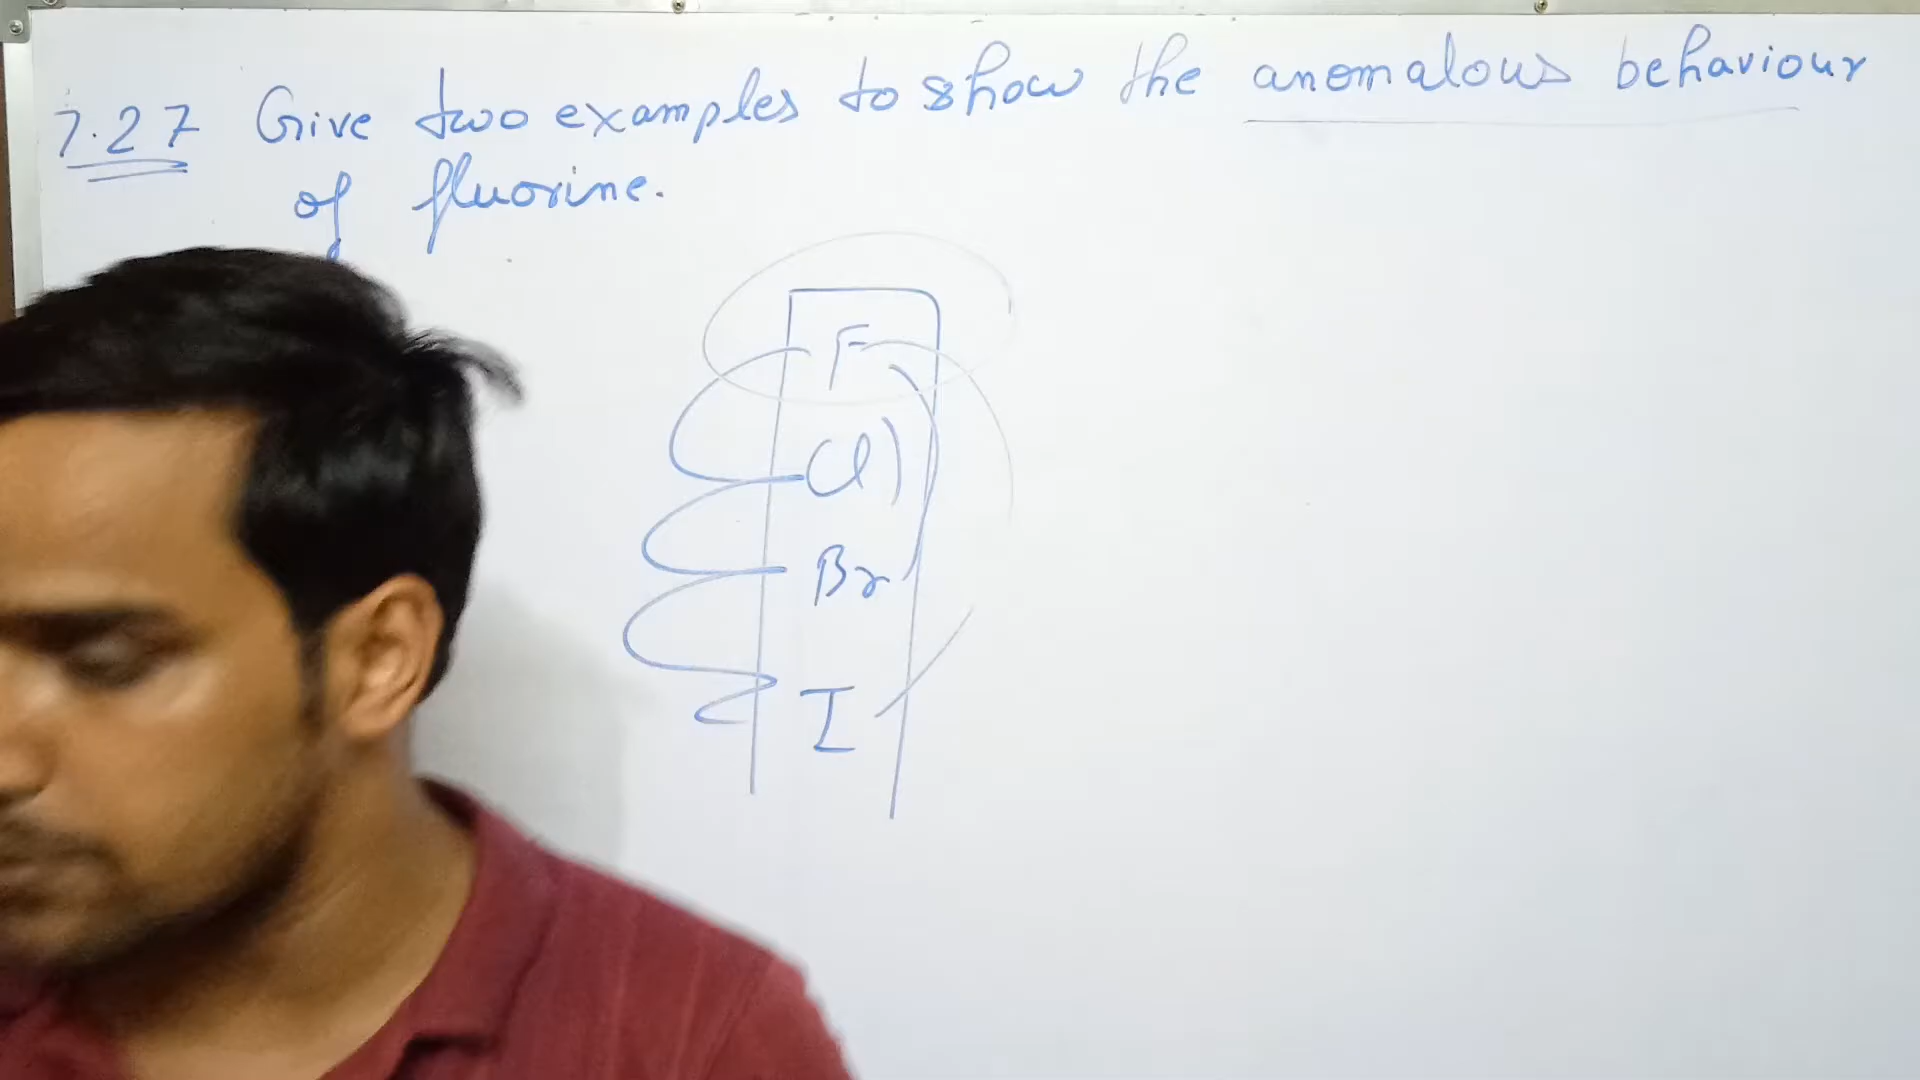 7.27 Give two examples to show the anomalous behaviour
of fluorine.
F
Cl
Br
I